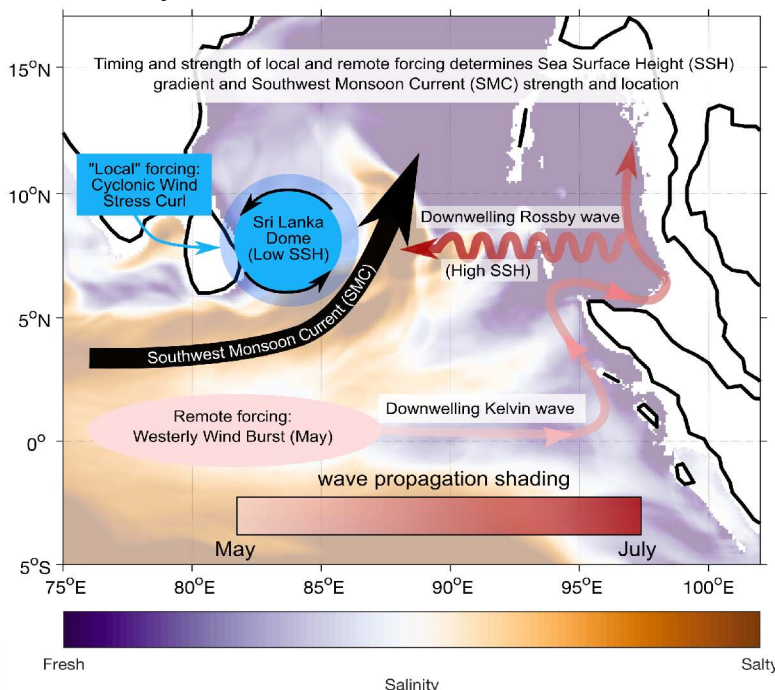 Timing and strength of local and remote forcing determines Sea Surface Height (SSH)
gradient and Southwest Monsoon Current (SMC) strength and location
15°N
"Local" forcing:
Cyclonic Wind
Stress Curl
10°N
Sri Lanka
Dome
(Low SSH)
Downwelling Rossby wave
(High SSH)
5°N
Southwest Monsoon Current (SMC)
Remote forcing:
Westerly Wind Burst (May)
Downwelling Kelvin wave
0°
wave propagation shading
May
July
5°S
75°E
80°E
85°E
90°E
95°E
100°E
Fresh
Salty
Salinity